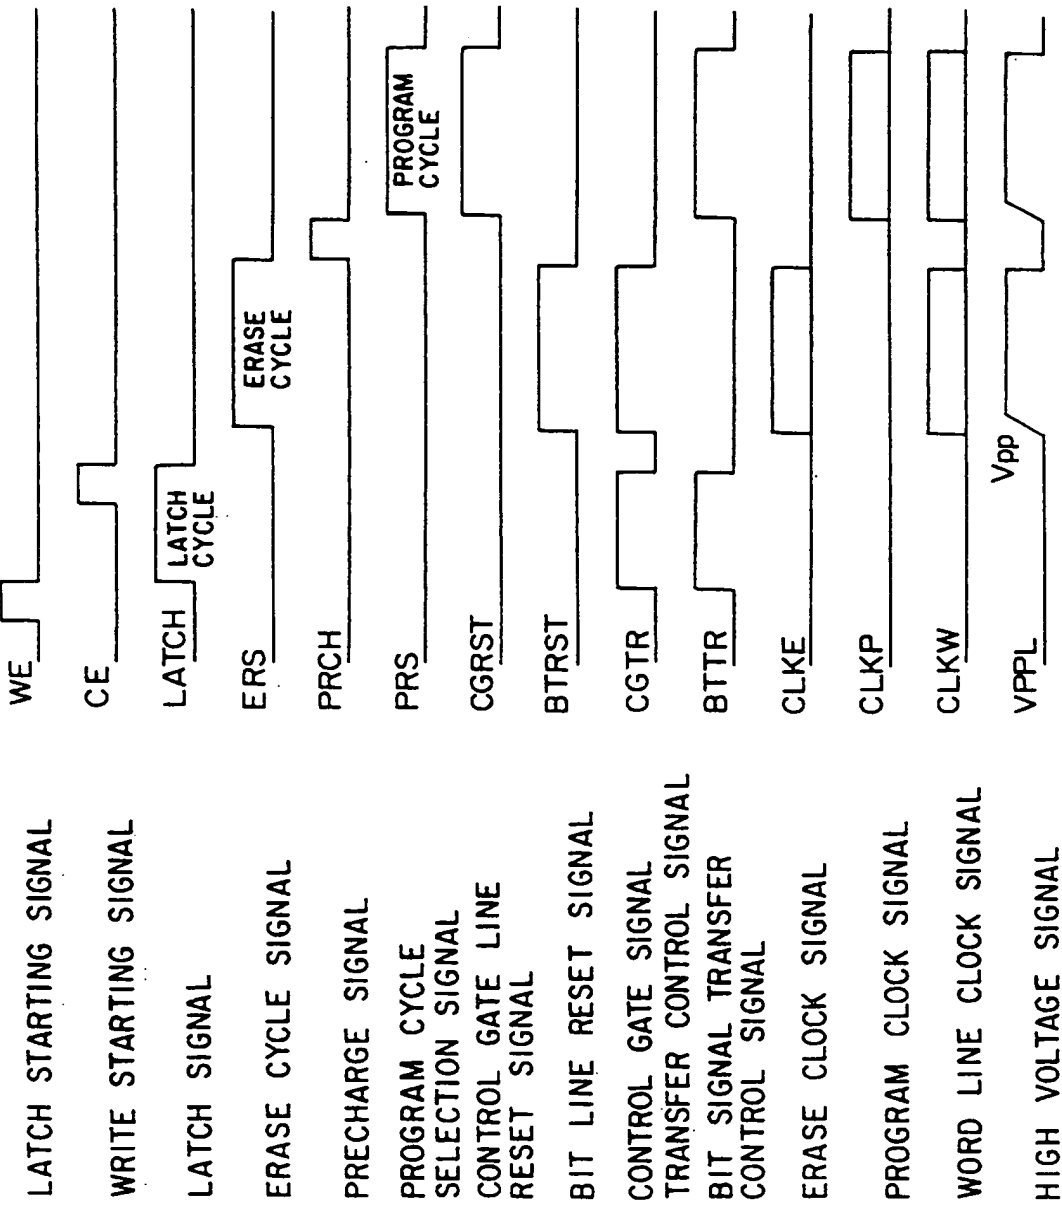 LATCH STARTING SIGNAL
WE
WRITE STARTING SIGNAL
CE
LATCH SIGNAL
LATCH
LATCH
CYCLE
ERASE CYCLE SIGNAL
ERS
ERASE
CYCLE
PRECHARGE SIGNAL
PRCH
PROGRAM CYCLE
SELECTION SIGNAL
PRS
PROGRAM
CYCLE
CONTROL GATE LINE
RESET SIGNAL
CGRST
BIT LINE RESET SIGNAL
BTRST
CONTROL GATE SIGNAL
TRANSFER CONTROL SIGNAL
CGTR
BIT SIGNAL TRANSFER
CONTROL SIGNAL
BTTR
ERASE CLOCK SIGNAL
CLKE
PROGRAM CLOCK SIGNAL
CLKP
WORD LINE CLOCK SIGNAL
CLKW
HIGH VOLTAGE SIGNAL
VPPL
Vpp